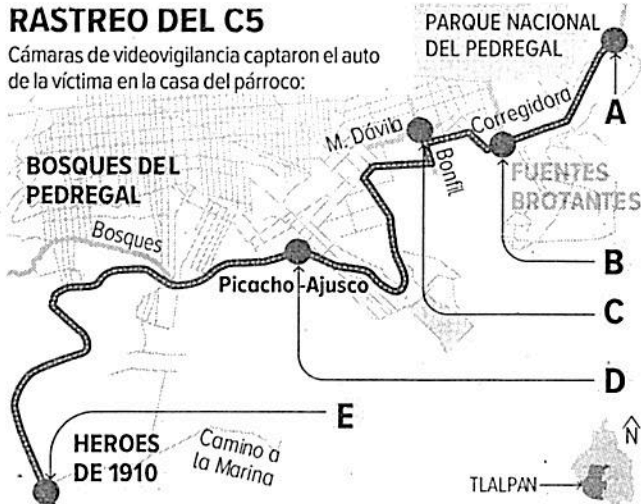 RASTREO DEL C5
Cámaras de videovigilancia captaron el auto
de la víctima en la casa del párroco:
PARQUE NACIONAL
DEL PEDREGAL
A
Corregidora
M. Dávila
Bonfil
FUENTES
BROTANTES
BOSQUES DEL
PEDREGAL
Bosques
B
Picacho-Ajusco
C
D
E
HEROES
DE 1910
Camino a
la Marina
N
TLALPAN